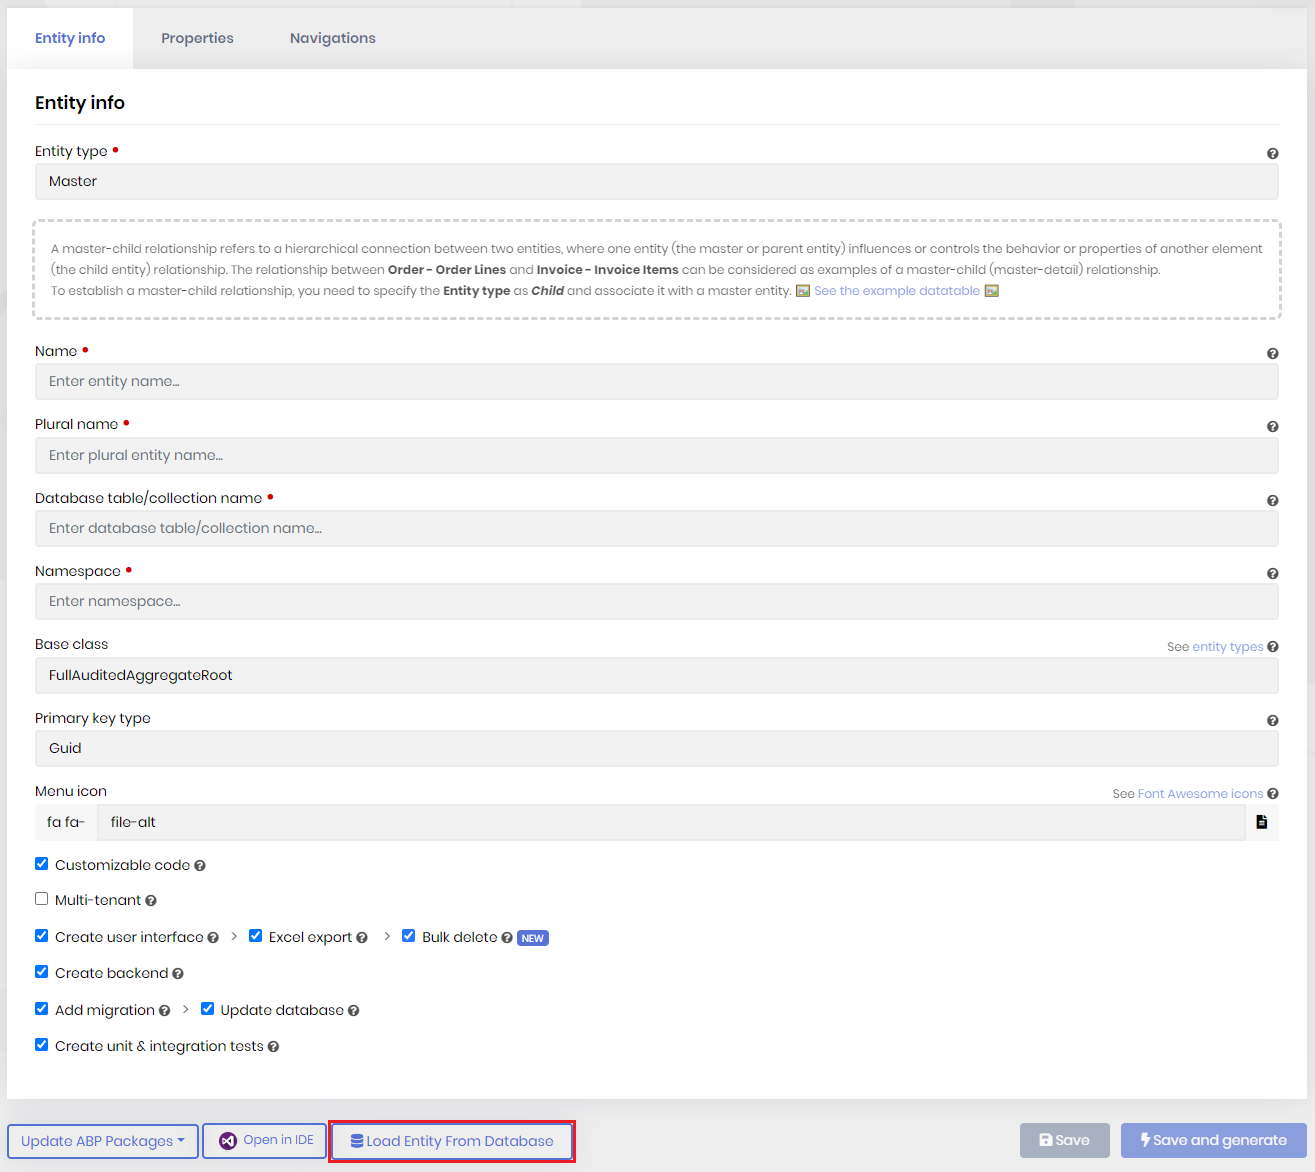 Entity info Properties Navigations
Entity info
Entity type •
Master
A master-child relationship refers to a hierarchical connection between two entities, where one entity (the master or parent entity) influences or controls the behavior or properties of another element
(the child entity) relationship. The relationship between Order - Order Lines and Invoice - Invoice Items can be considered as examples of a master-child (master-detail) relationship.
To establish a master-child relationship, you need to specify the Entity type as Child and associate it with a master entity. See the example datatable
Name •
Enter entity name...
Plural name •
Enter plural entity name...
Database table/collection name •
Enter database table/collection name...
Namespace •
Enter namespace...
Base class See entity types
FullAuditedAggregateRoot
Primary key type
Guid
Menu icon See Font Awesome icons
fa fa- file-alt
Customizable code
Multi-tenant
Create user interface > Excel export > Bulk delete NEW
Create backend
Add migration > Update database
Create unit & integration tests
Update ABP Packages Open in IDE Load Entity From Database Save Save and generate